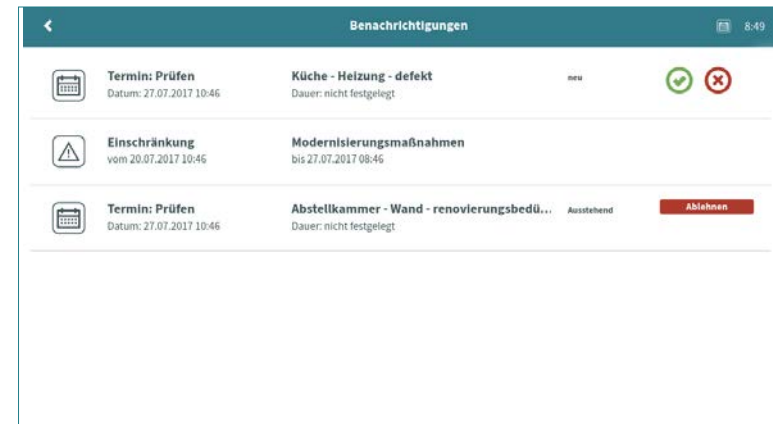 Benachrichtigungen 8:49
Termin: Prüfen Küche - Heizung - defekt neu
Datum: 27.07.2017 10:46 Dauer: nicht festgelegt
Einschränkung Modernisierungsmaßnahmen
vom 20.07.2017 10:46 bis 27.07.2017 08:46
Termin: Prüfen Abstellkammer - Wand - renovierungsbedü... Ausstehend Ablehnen
Datum: 27.07.2017 10:46 Dauer: nicht festgelegt